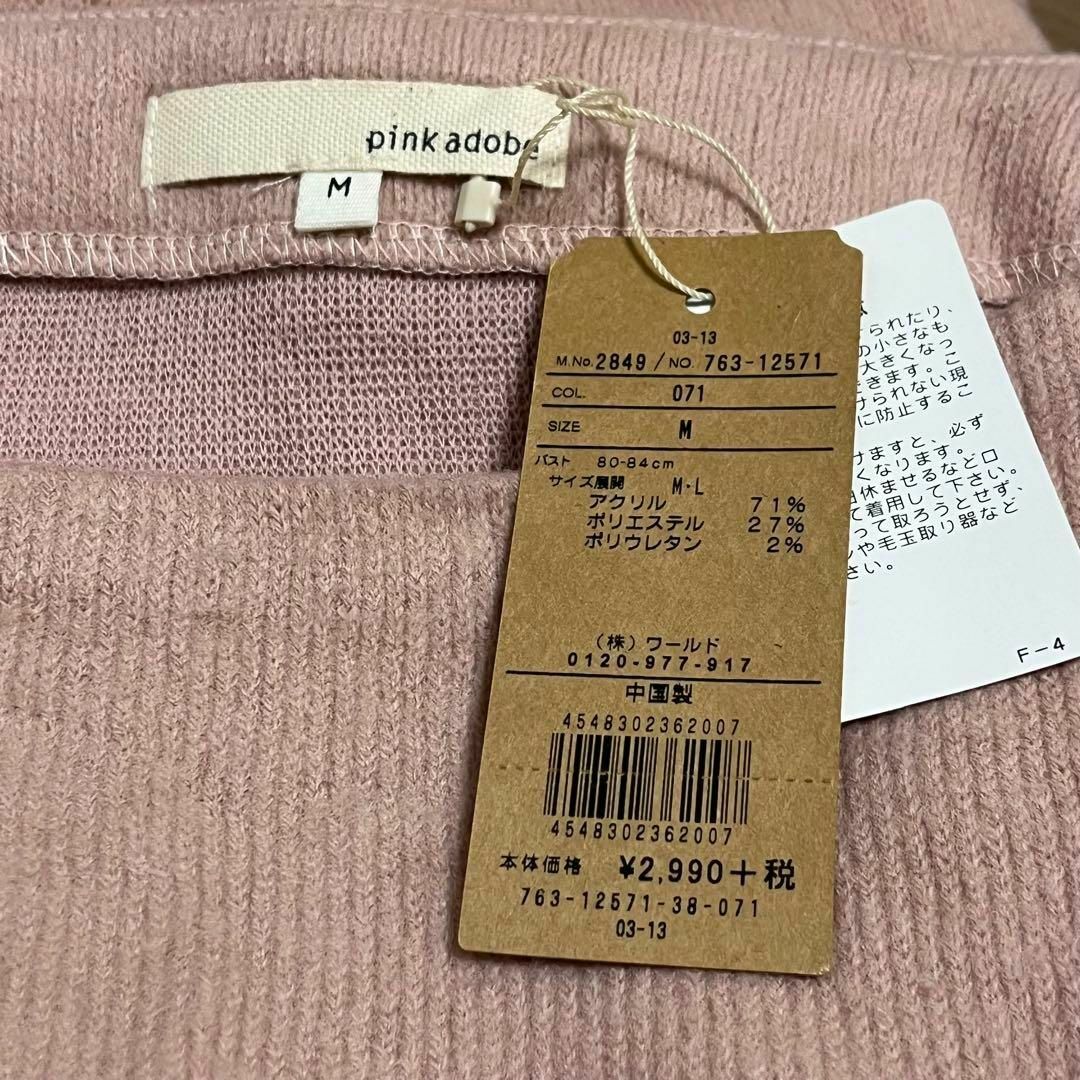 pink adobe
M
03-13
M.No.2849/NO. 763-12571
COL. 071
SIZE M
バスト 80-84cm
サイズ展開 M・L
アクリル 71%
ポリエステル 27%
ポリウレタン 2%
(株)ワールド
0120-977-917
中国製
4548302362007
4548302362007
本体価格 ¥2,990+税
763-12571-38-071
03-13
られたり、
の小さなも
大きくなっ
きます。こ
けられない現
に防止するこ
けますと、必ず
くなります。
休ませるなど口
て着用して下さい。
って取ろうとせず、
や毛玉取り器など
さい。
F-4